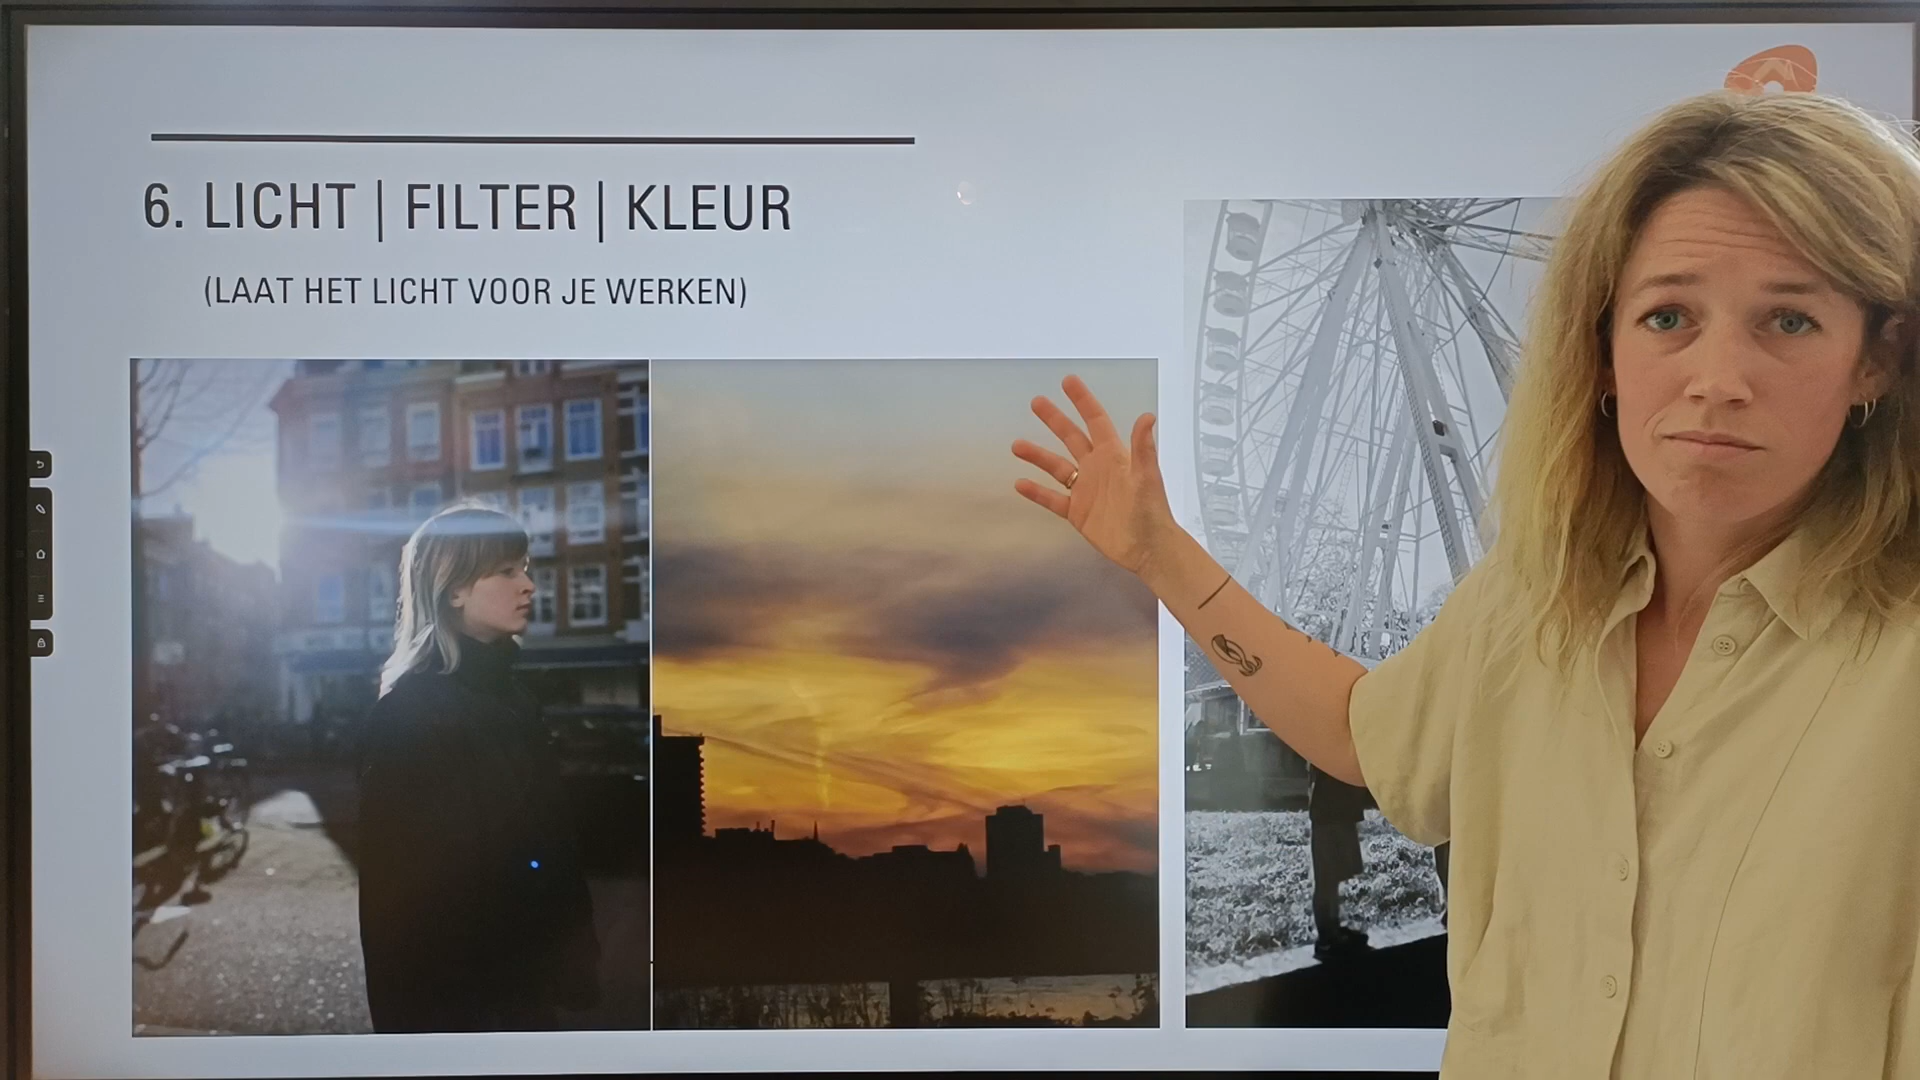 6. LICHT | FILTER | KLEUR
(LAAT HET LICHT VOOR JE WERKEN)